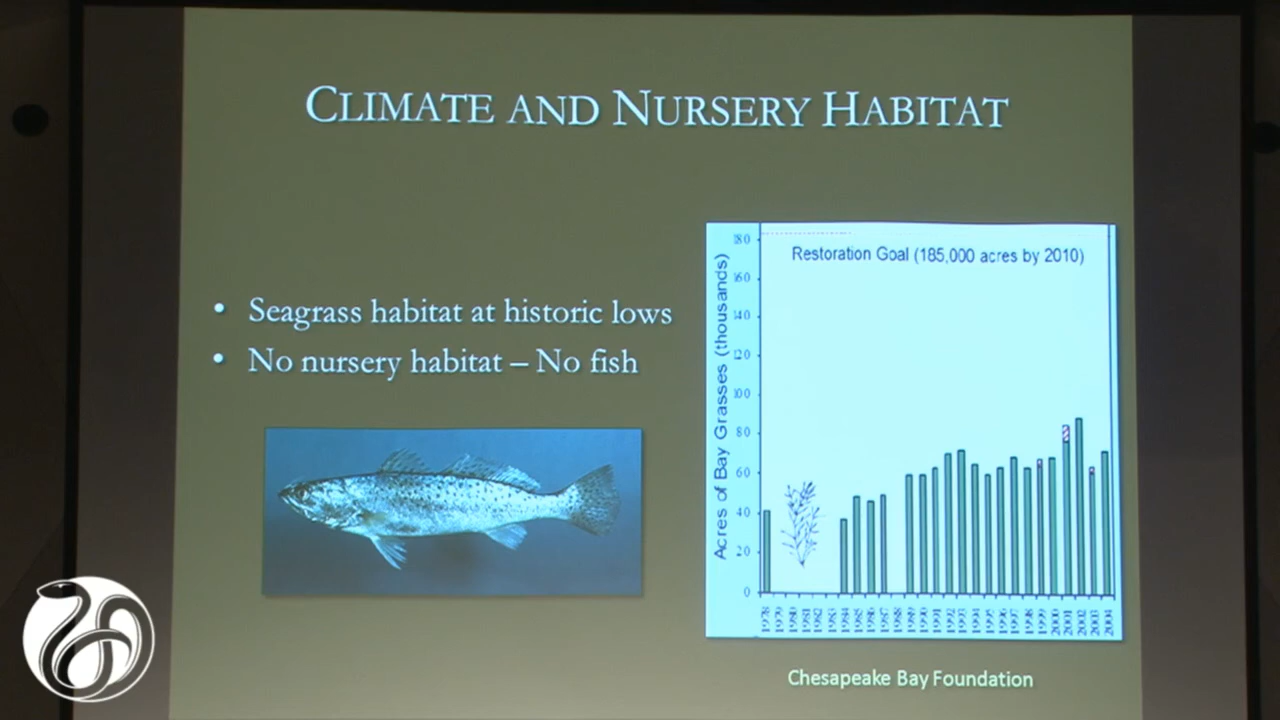 CLIMATE AND NURSERY HABITAT
• Seagrass habitat at historic lows
• No nursery habitat – No fish
Restoration Goal (185,000 acres by 2010)
Acres of Bay Grasses (thousands)
180
160
140
120
100
80
60
40
20
0
1978 1979 1980 1981 1982 1983 1984 1985 1986 1987 1988 1989 1990 1991 1992 1993 1994 1995 1996 1997 1998 1999 2000 2001 2002 2003 2004
Chesapeake Bay Foundation